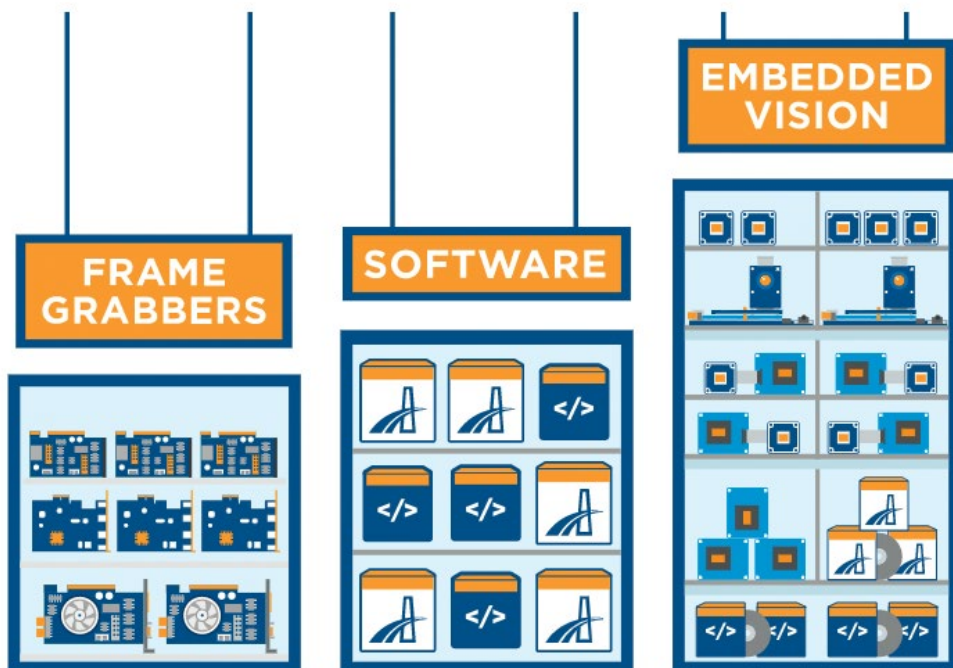 FRAME
GRABBERS
SOFTWARE
EMBEDDED
VISION
</>
</>
</>
</>
</>
</>
</>
</>